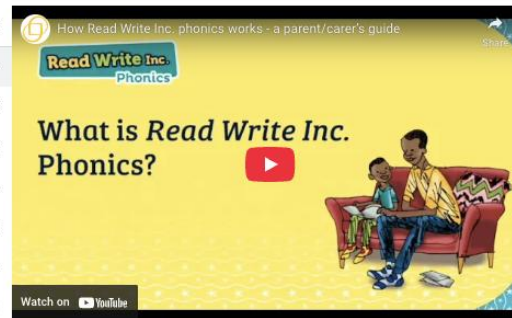 How Read Write Inc. phonics works - a parent/carer's guide
Share
Read Write Inc.
Phonics
What is Read Write Inc.
Phonics?
Watch on YouTube